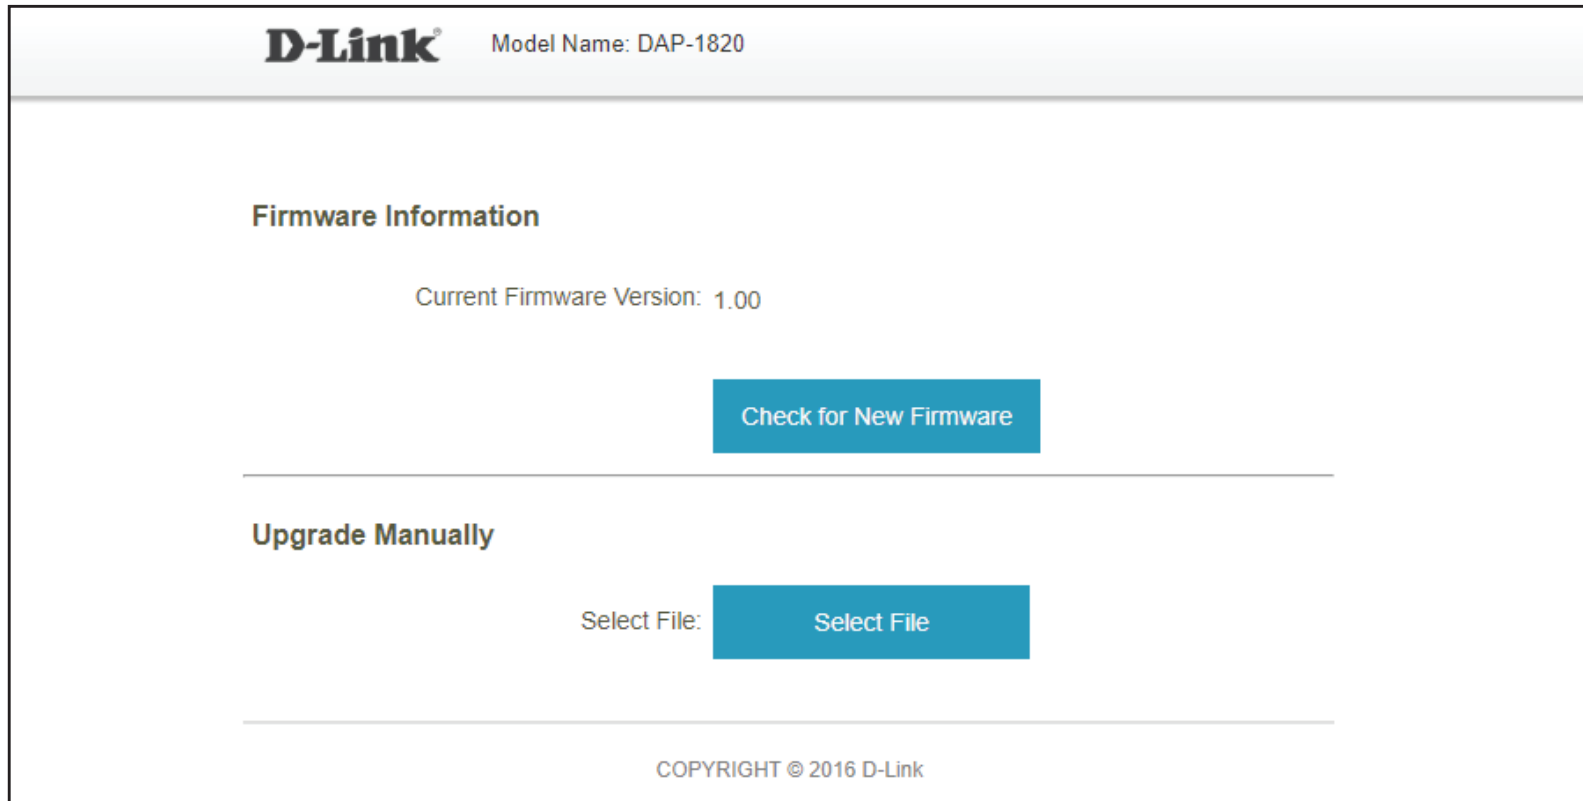 D-Link® Model Name: DAP-1820
Firmware Information
Current Firmware Version: 1.00
Check for New Firmware
Upgrade Manually
Select File: Select File
COPYRIGHT © 2016 D-Link